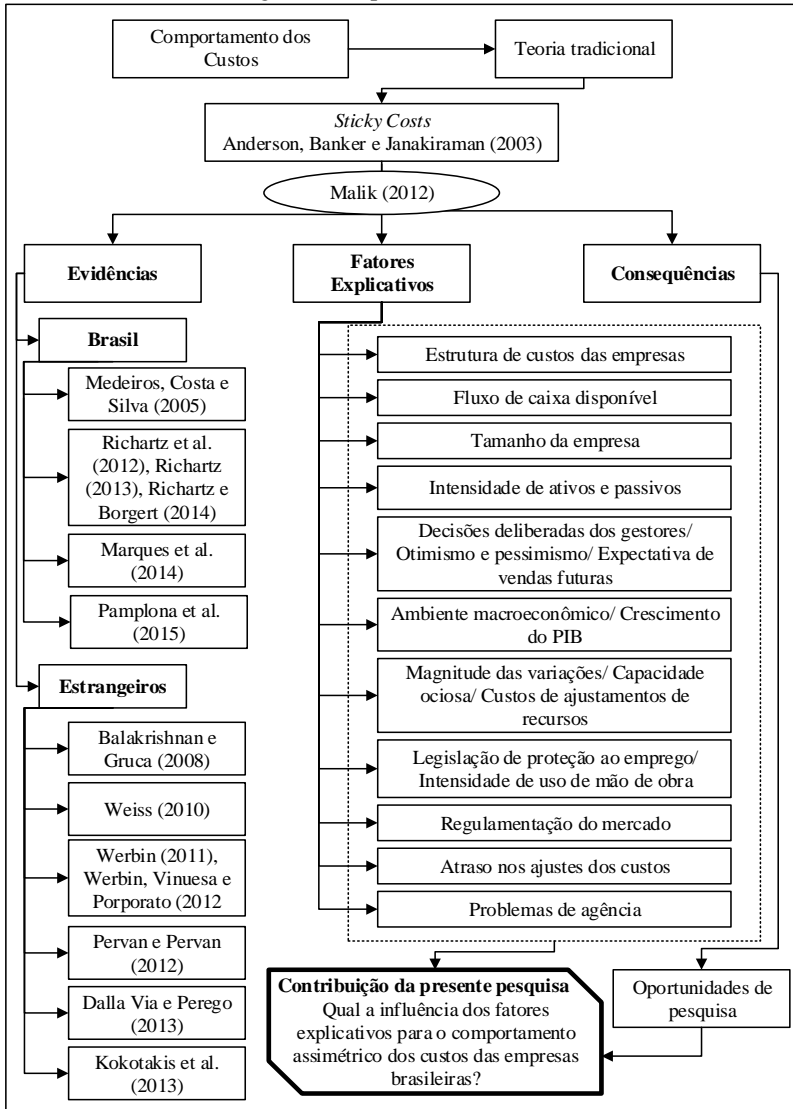 Comportamento dos
Custos
Teoria tradicional
Sticky Costs
Anderson, Banker e Janakiraman (2003)
Malik (2012)
Evidências
Fatores
Explicativos
Consequências
Brasil
Medeiros, Costa e
Silva (2005)
Richartz et al.
(2012), Richartz
(2013), Richartz e
Borgert (2014)
Marques et al.
(2014)
Pamplona et al.
(2015)
Estrangeiros
Balakrishnan e
Gruca (2008)
Weiss (2010)
Werbin (2011),
Werbin, Vinuesa e
Porporato (2012
Pervan e Pervan
(2012)
Dalla Via e Perego
(2013)
Kokotakis et al.
(2013)
Estrutura de custos das empresas
Fluxo de caixa disponível
Tamanho da empresa
Intensidade de ativos e passivos
Decisões deliberadas dos gestores/
Otimismo e pessimismo/ Expectativa de
vendas futuras
Ambiente macroeconômico/ Crescimento
do PIB
Magnitude das variações/ Capacidade
ociosa/ Custos de ajustamentos de
recursos
Legislação de proteção ao emprego/
Intensidade de uso de mão de obra
Regulamentação do mercado
Atraso nos ajustes dos custos
Problemas de agência
Contribuição da presente pesquisa
Qual a influência dos fatores
explicativos para o comportamento
assimétrico dos custos das empresas
brasileiras?
Oportunidades de
pesquisa